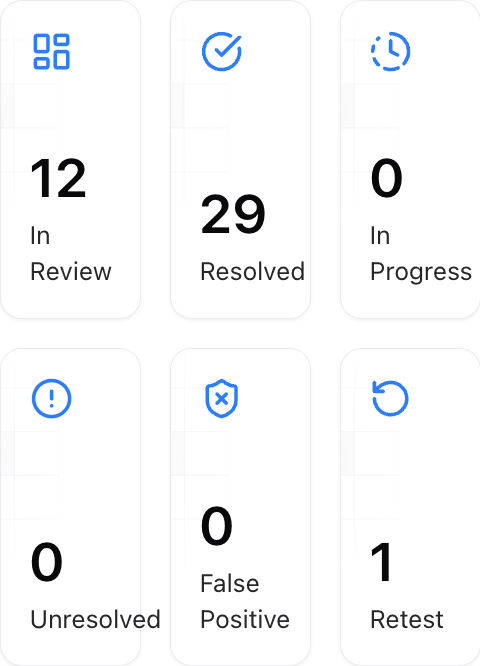 12
In
Review
29
Resolved
0
In
Progress
0
Unresolved
0
False
Positive
1
Retest